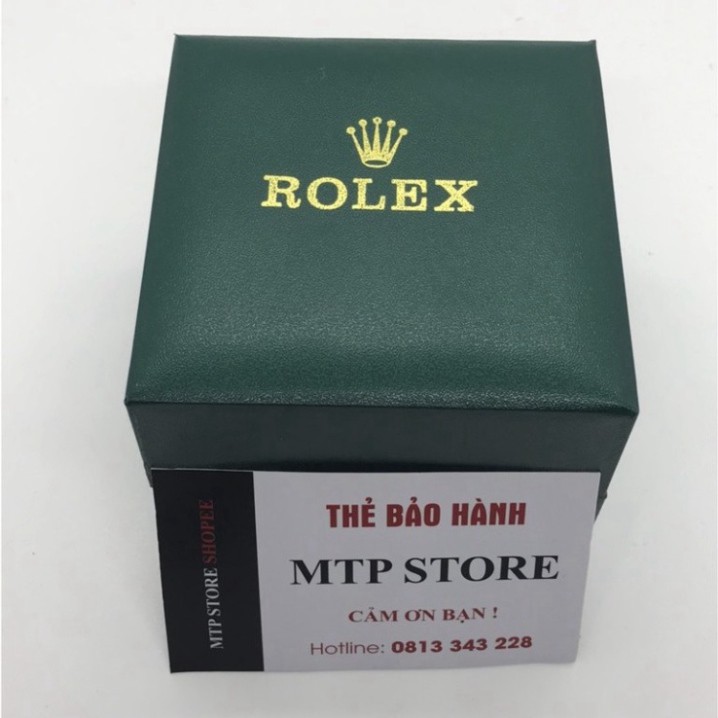 ROLEX
MTP STORE SHOPEE
THẺ BẢO HÀNH
MTP STORE
CẢM ƠN BẠN !
Hotline: 0813 343 228